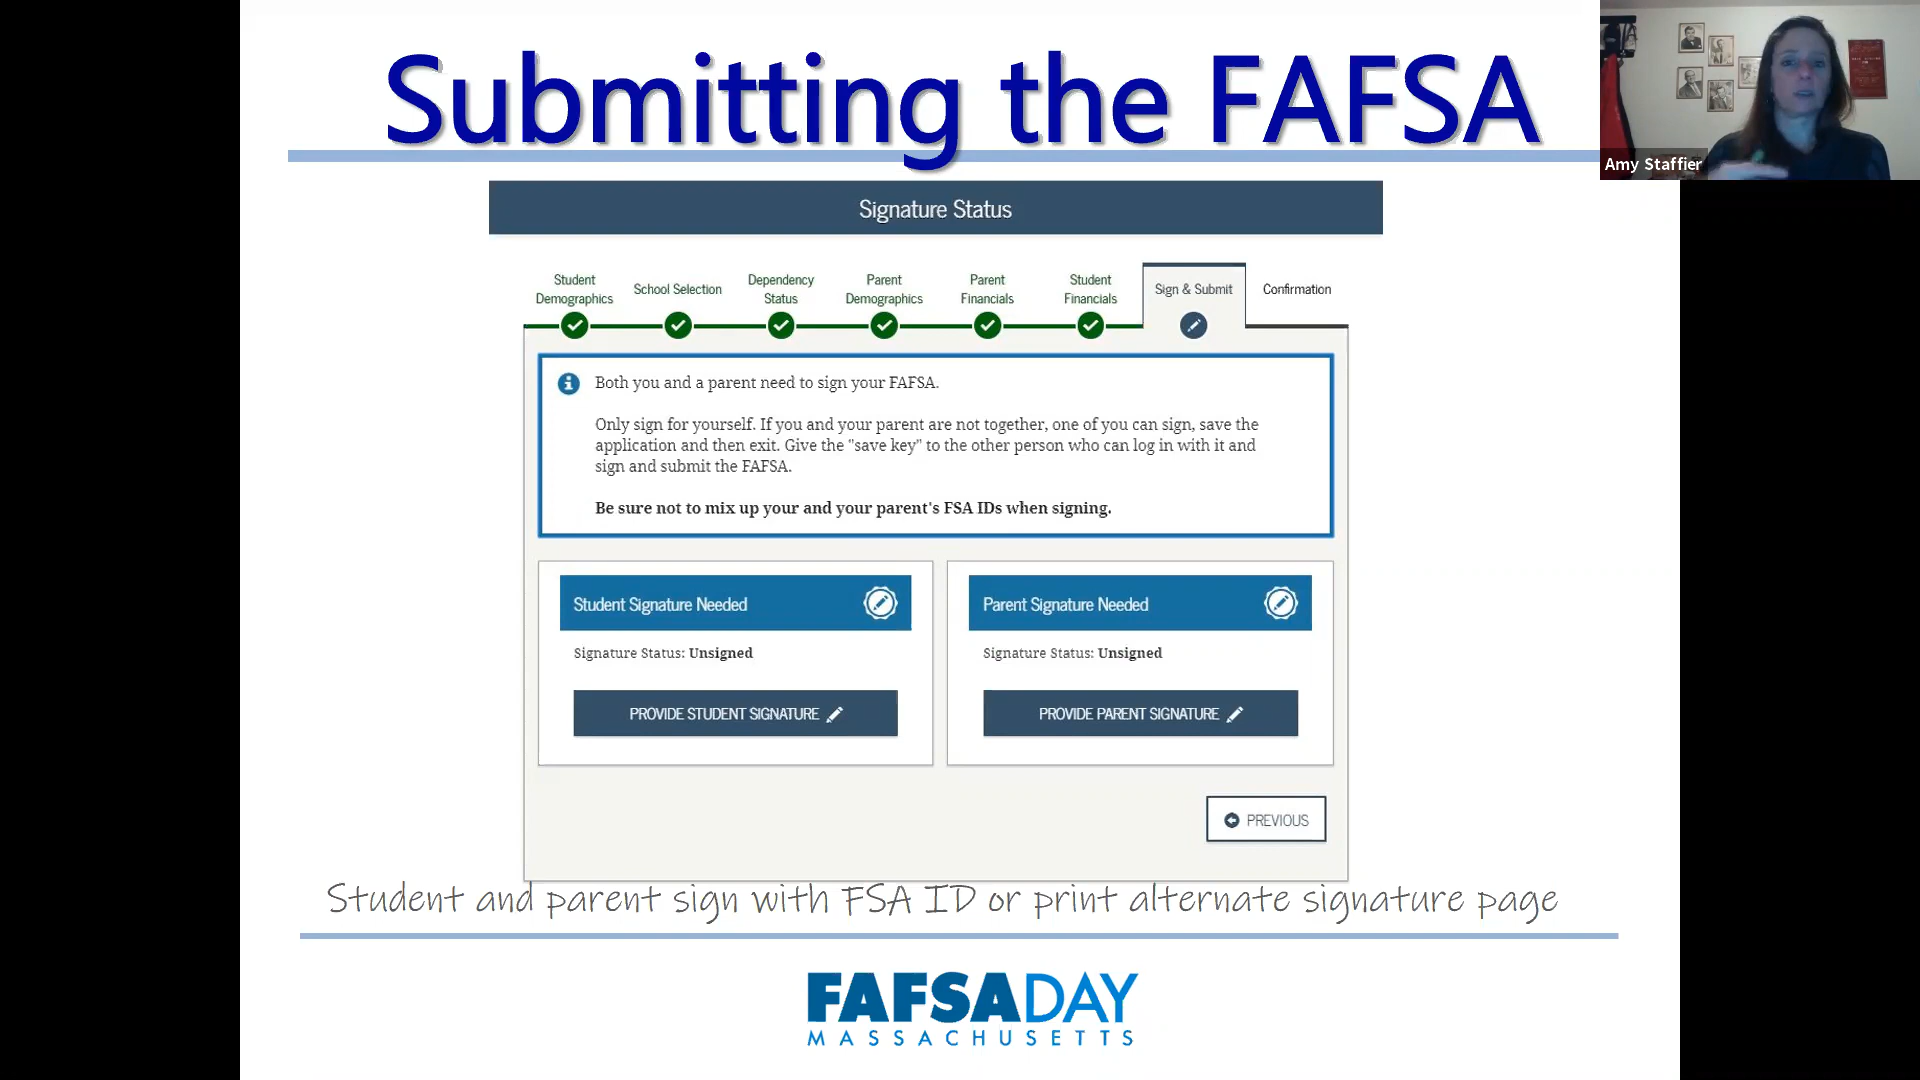 Submitting the FAFSA
Amy Staffier
Signature Status
Student Demographics
School Selection
Dependency Status
Parent Demographics
Parent Financials
Student Financials
Sign & Submit
Confirmation
Both you and a parent need to sign your FAFSA.
Only sign for yourself. If you and your parent are not together, one of you can sign, save the
application and then exit. Give the "save key" to the other person who can log in with it and
sign and submit the FAFSA.
Be sure not to mix up your and your parent's FSA IDs when signing.
Student Signature Needed
Signature Status: Unsigned
PROVIDE STUDENT SIGNATURE
Parent Signature Needed
Signature Status: Unsigned
PROVIDE PARENT SIGNATURE
PREVIOUS
Student and parent sign with FSA ID or print alternate signature page
FAFSADAY
MASSACHUSETTS